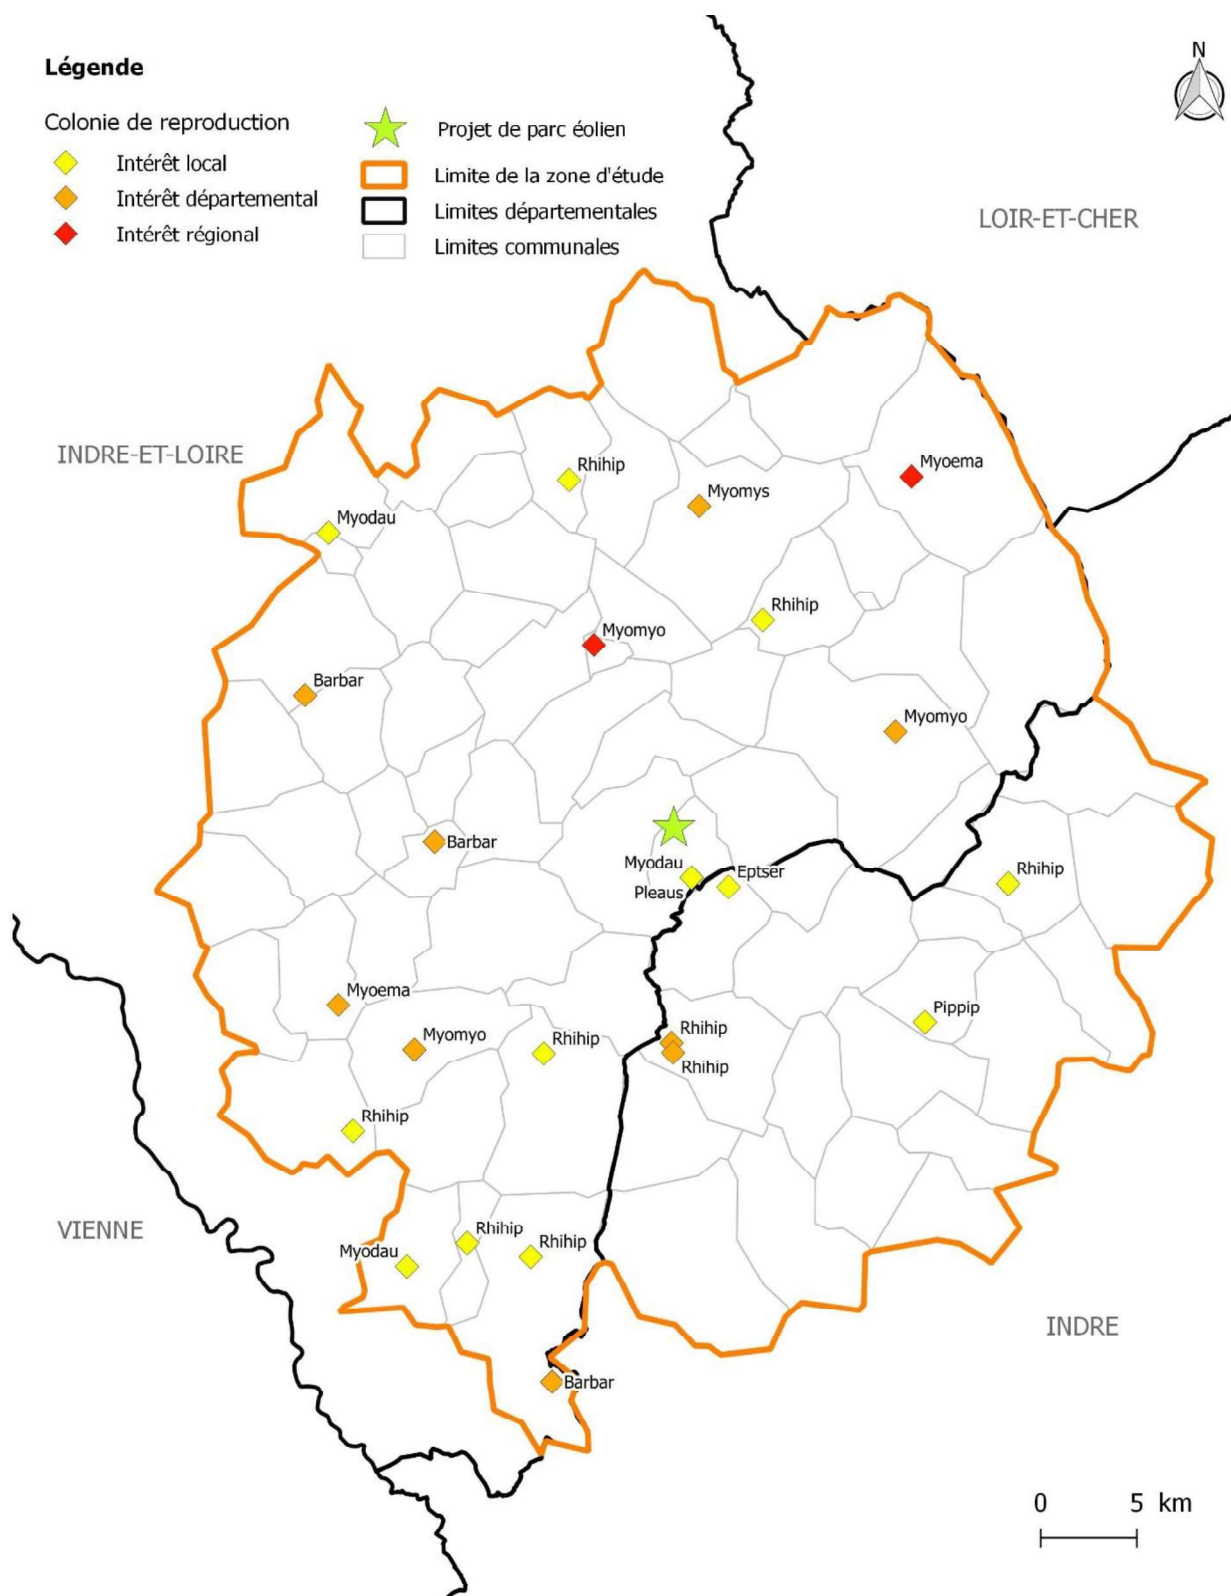 Légende
Colonie de reproduction
Intérêt local
Intérêt départemental
Intérêt régional
Projet de parc éolien
Limite de la zone d'étude
Limites départementales
Limites communales
N
LOIR-ET-CHER
INDRE-ET-LOIRE
Rhihip
Myoema
Myomys
Myodau
Rhihip
Myomyo
Barbar
Myomyo
Barbar
Myodau
Pleaus
Eptser
Rhihip
Myoema
Pippip
Myomyo
Rhihip
Rhihip
Rhihip
Rhihip
VIENNE
Rhihip
Rhihip
Myodau
INDRE
Barbar
0 5 km